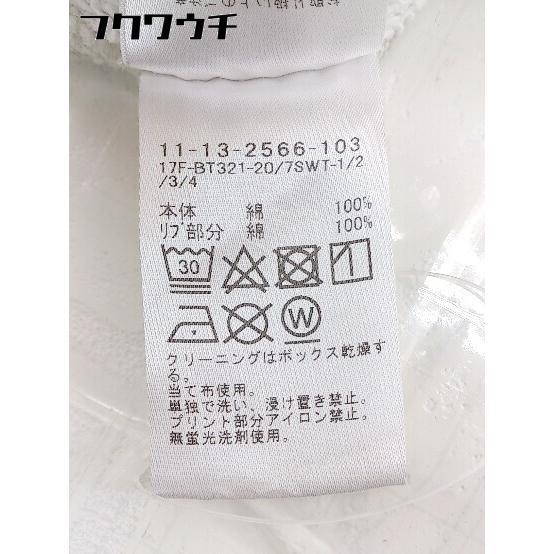 フクワウチ
11-13-2566-103
17F-BT321-20/7SWT-1/2
/3/4
本体 綿 100%
リブ部分 綿 100%
30
W
クリーニングはボックス乾燥す
る。
当て布使用。
単独で洗い、浸け置き禁止。
プリント部分アイロン禁止。
無蛍光洗剤使用。